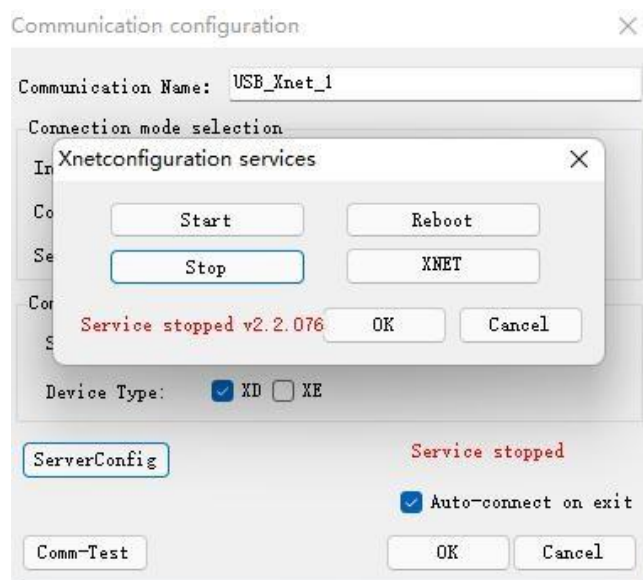 Communication configuration
Communication Name: USB_Xnet_1
Connection mode selection
Xnetconfiguration services
Start Reboot
Stop XNET
Service stopped v2.2.076 OK Cancel
Device Type: XD XE
ServerConfig Service stopped
Auto-connect on exit
Comm-Test OK Cancel